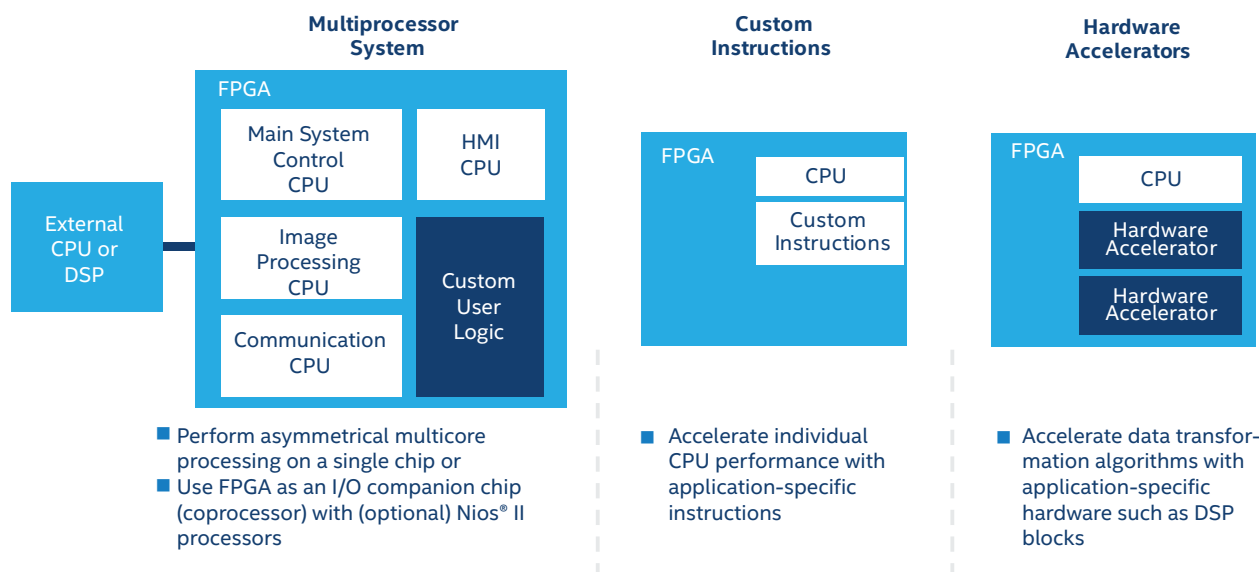 Multiprocessor
System
FPGA
Main System
Control
CPU
HMI
CPU
External
CPU or
DSP
Image
Processing
CPU
Custom
User
Logic
Communication
CPU
Perform asymmetrical multicore
processing on a single chip or
Use FPGA as an I/O companion chip
(coprocessor) with (optional) Nios® II
processors
Custom
Instructions
FPGA
CPU
Custom
Instructions
Accelerate individual
CPU performance with
application-specific
instructions
Hardware
Accelerators
FPGA
CPU
Hardware
Accelerator
Hardware
Accelerator
Accelerate data transfor-
mation algorithms with
application-specific
hardware such as DSP
blocks